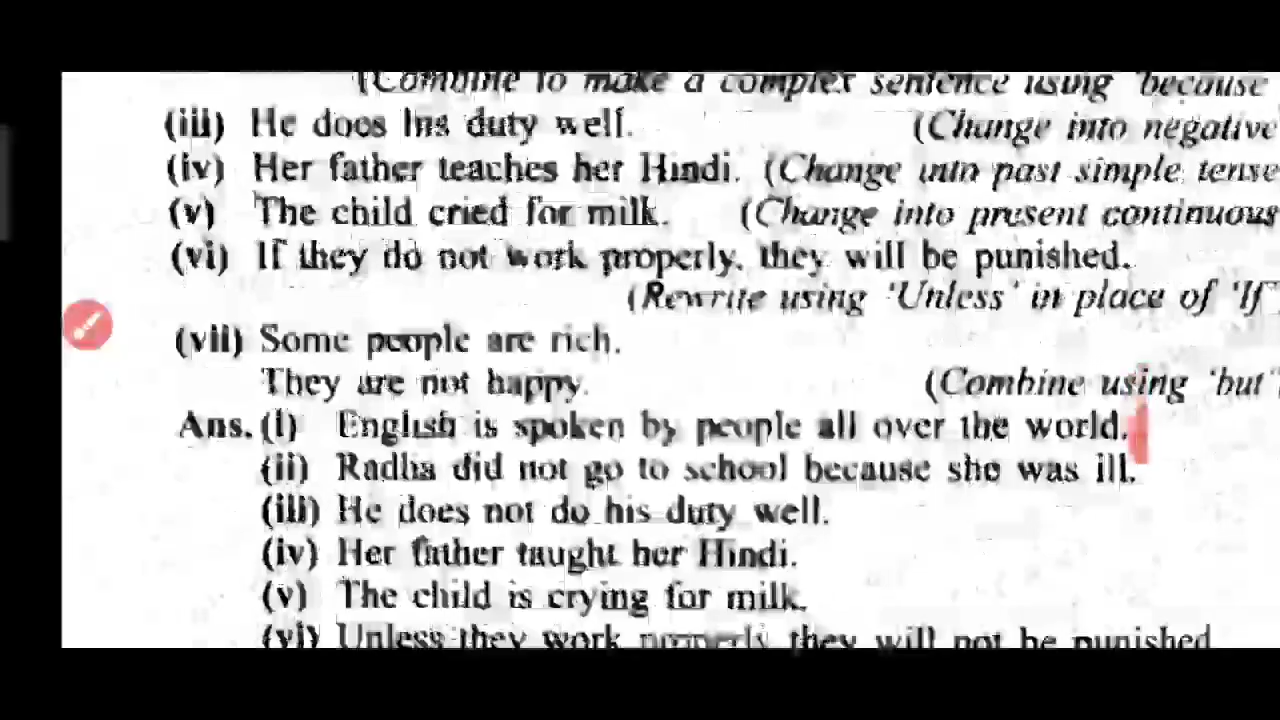 (Combine to make a complex sentence using 'because
(iii) He does his duty well. (Change into negative
(iv) Her father teaches her Hindi. (Change into past simple tense
(v) The child cried for milk. (Change into present continuous
(vi) If they do not work properly, they will be punished.
(Rewrite using 'Unless' in place of 'If'
(vii) Some people are rich.
They are not happy. (Combine using 'but'
Ans. (i) English is spoken by people all over the world.
(ii) Radha did not go to school because she was ill.
(iii) He does not do his duty well.
(iv) Her father taught her Hindi.
(v) The child is crying for milk.
(vi) Unless they work properly they will not be punished